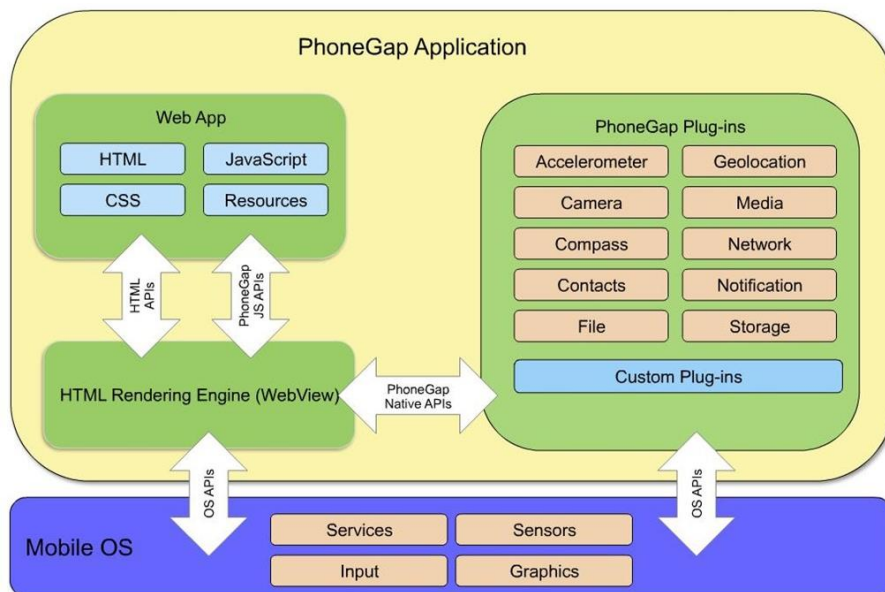 PhoneGap Application
Web App
HTML
JavaScript
CSS
Resources
HTML
APIs
PhoneGap
JS APIs
HTML Rendering Engine (WebView)
PhoneGap
Native APIs
PhoneGap Plug-ins
Accelerometer
Geolocation
Camera
Media
Compass
Network
Contacts
Notification
File
Storage
Custom Plug-ins
OS APIs
OS APIs
Mobile OS
Services
Sensors
Input
Graphics